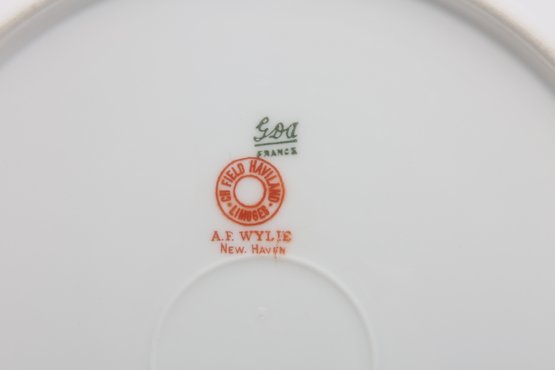 GDA
FRANCE
CH FIELD HAVILAND
LIMOGES
A.F. WYLIE
NEW. HAVEN